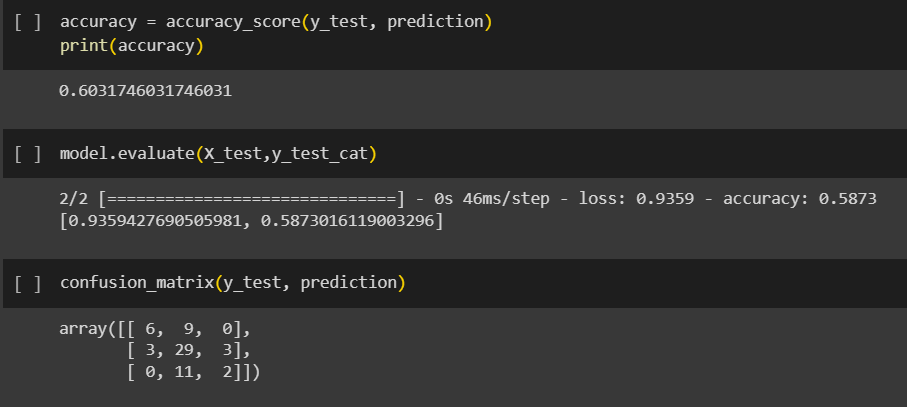 [ ] accuracy = accuracy_score(y_test, prediction)
print(accuracy)
0.6031746031746031
[ ] model.evaluate(X_test,y_test_cat)
2/2 [==============================] - 0s 46ms/step - loss: 0.9359 - accuracy: 0.5873
[0.9359427690505981, 0.5873016119003296]
[ ] confusion_matrix(y_test, prediction)
array([[ 6,  9,  0],
       [ 3, 29,  3],
       [ 0, 11,  2]])